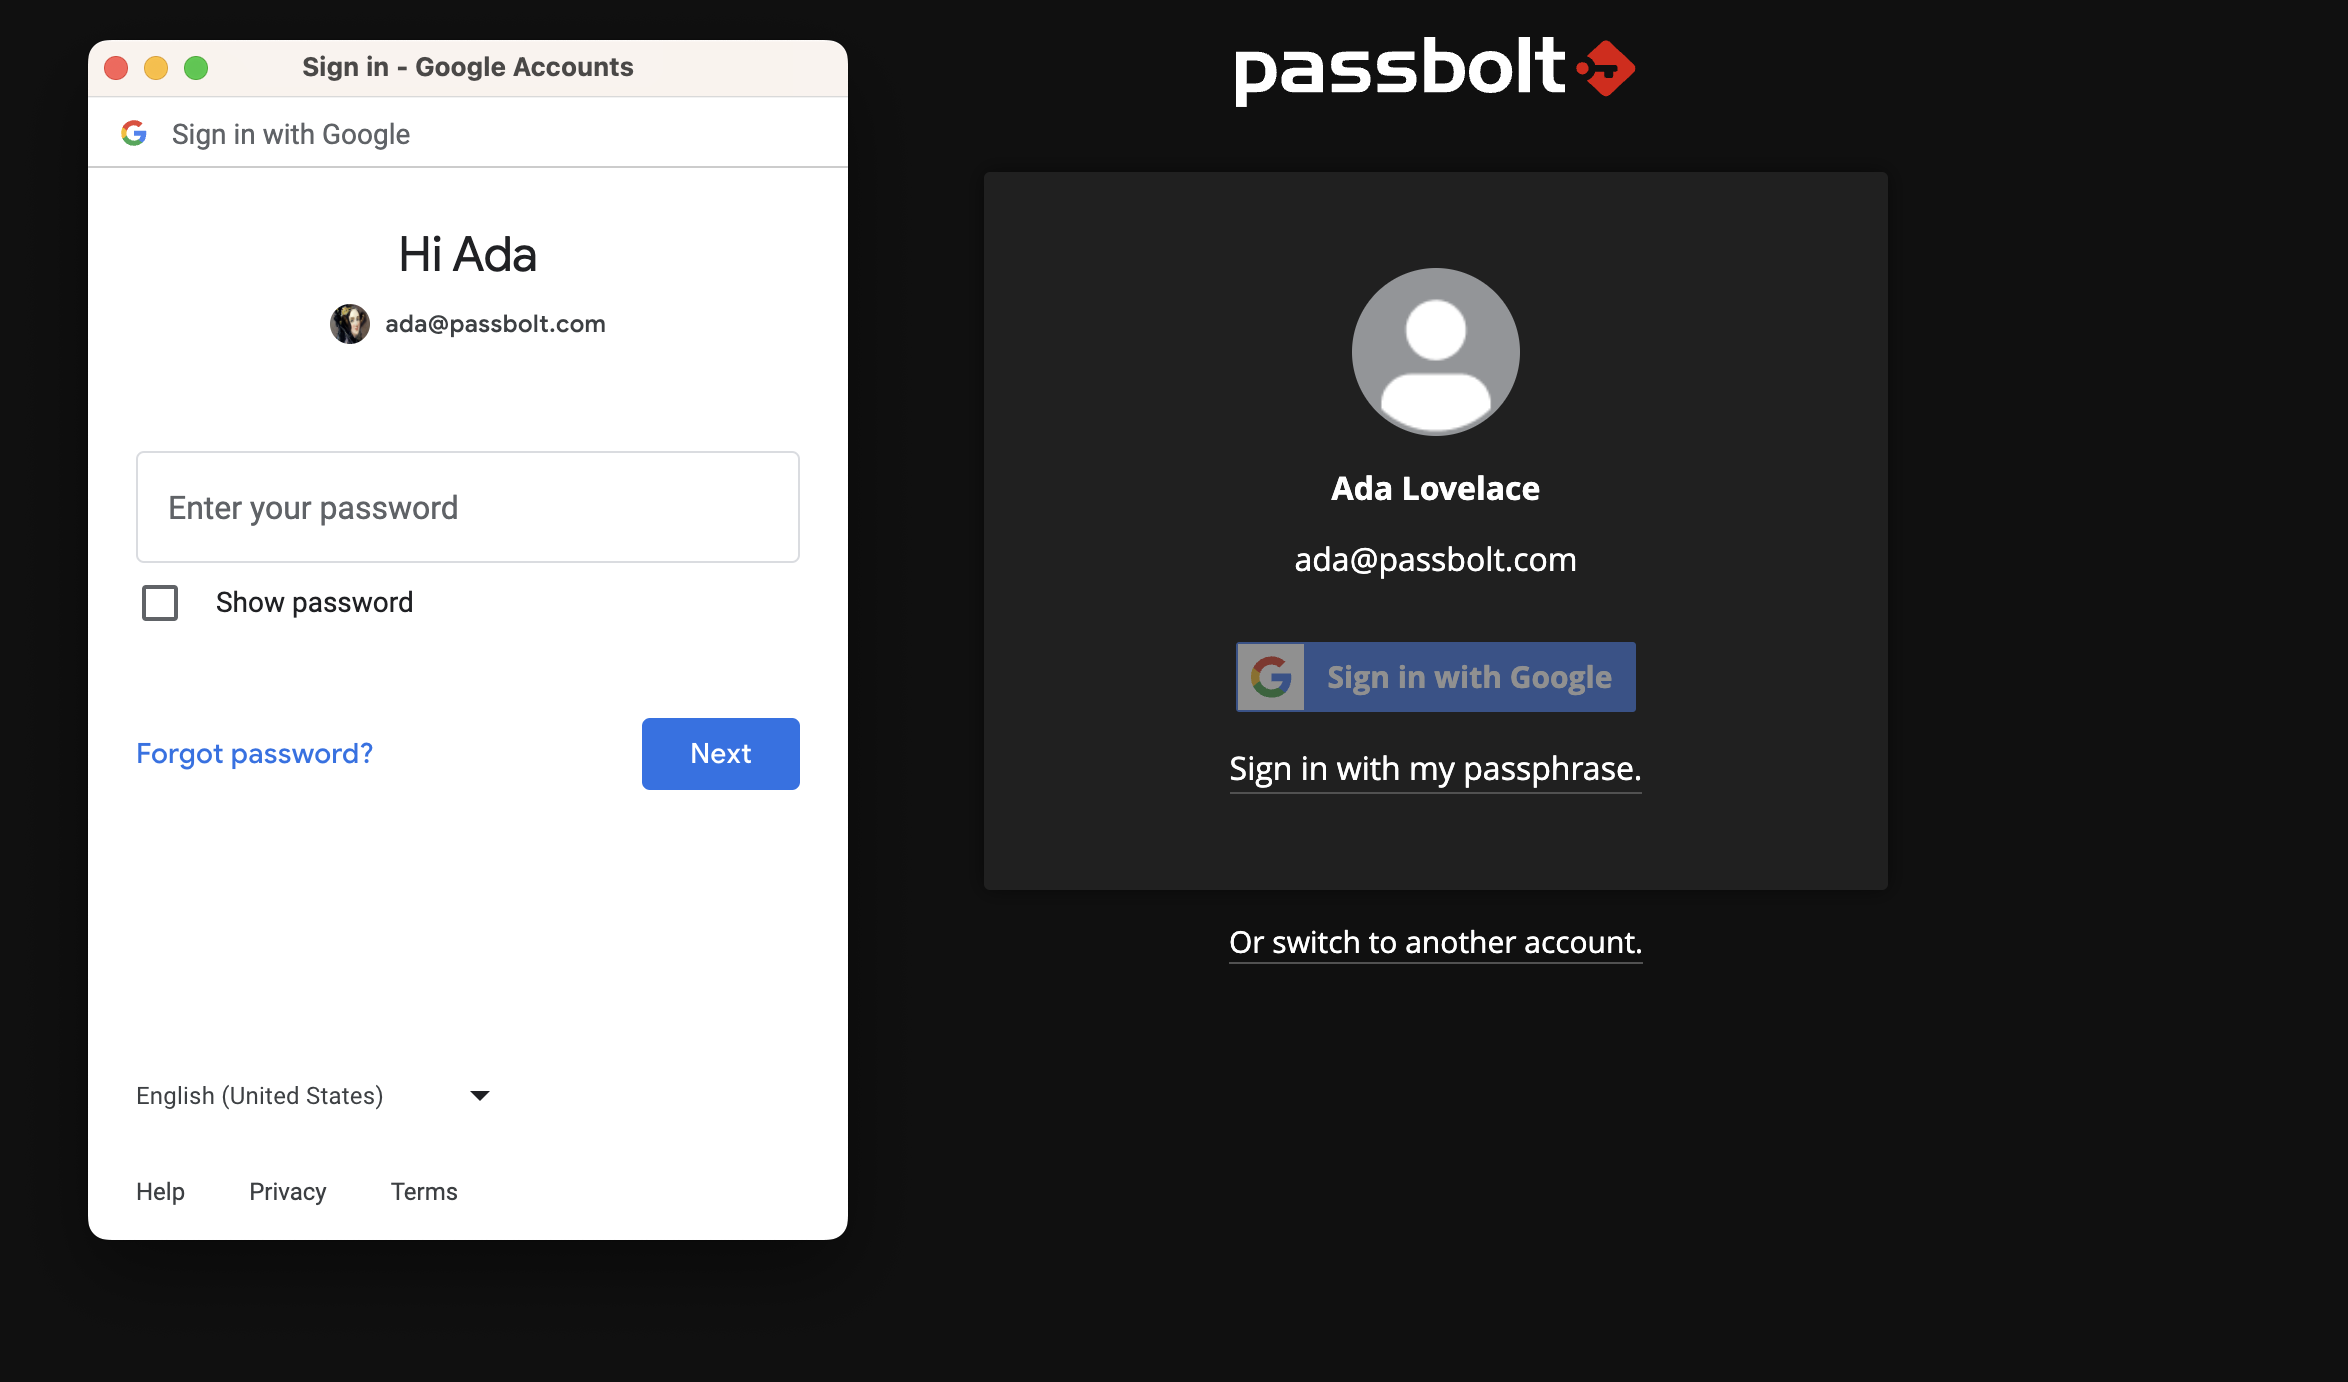 Sign in - Google Accounts
Sign in with Google
Hi Ada
ada@passbolt.com
Enter your password
Show password
Forgot password?
Next
English (United States)
Help Privacy Terms
passbolt
Ada Lovelace
ada@passbolt.com
Sign in with Google
Sign in with my passphrase.
Or switch to another account.